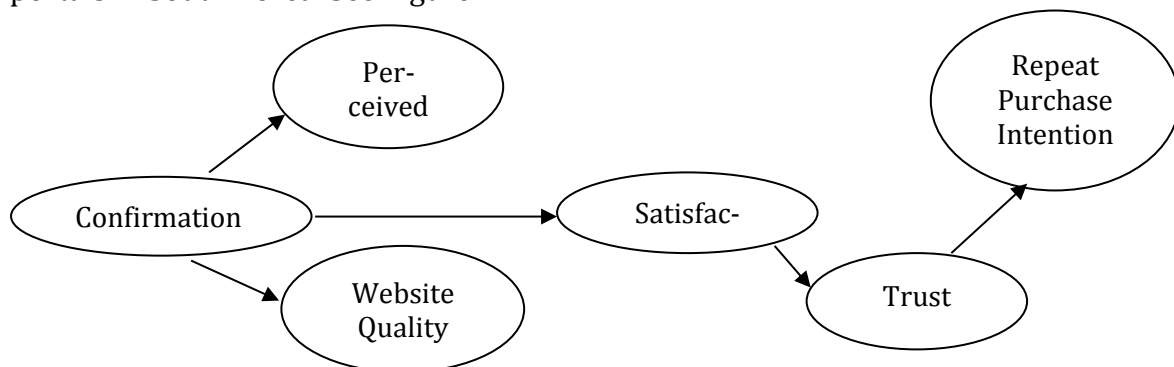 Per-
ceived
Repeat
Purchase
Intention
Confirmation
Satisfac-
Website
Quality
Trust